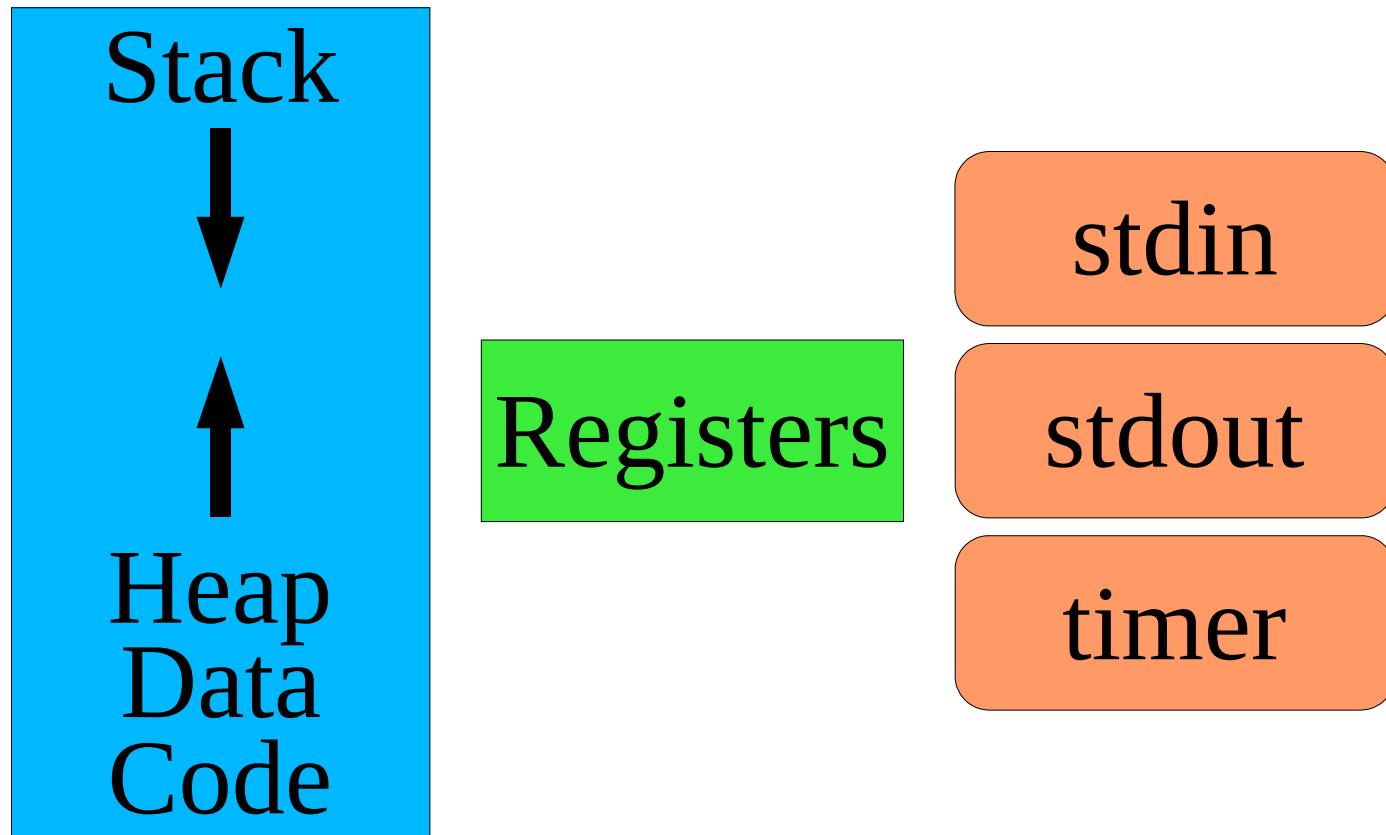 Stack
Heap
Data
Code
Registers
stdin
stdout
timer